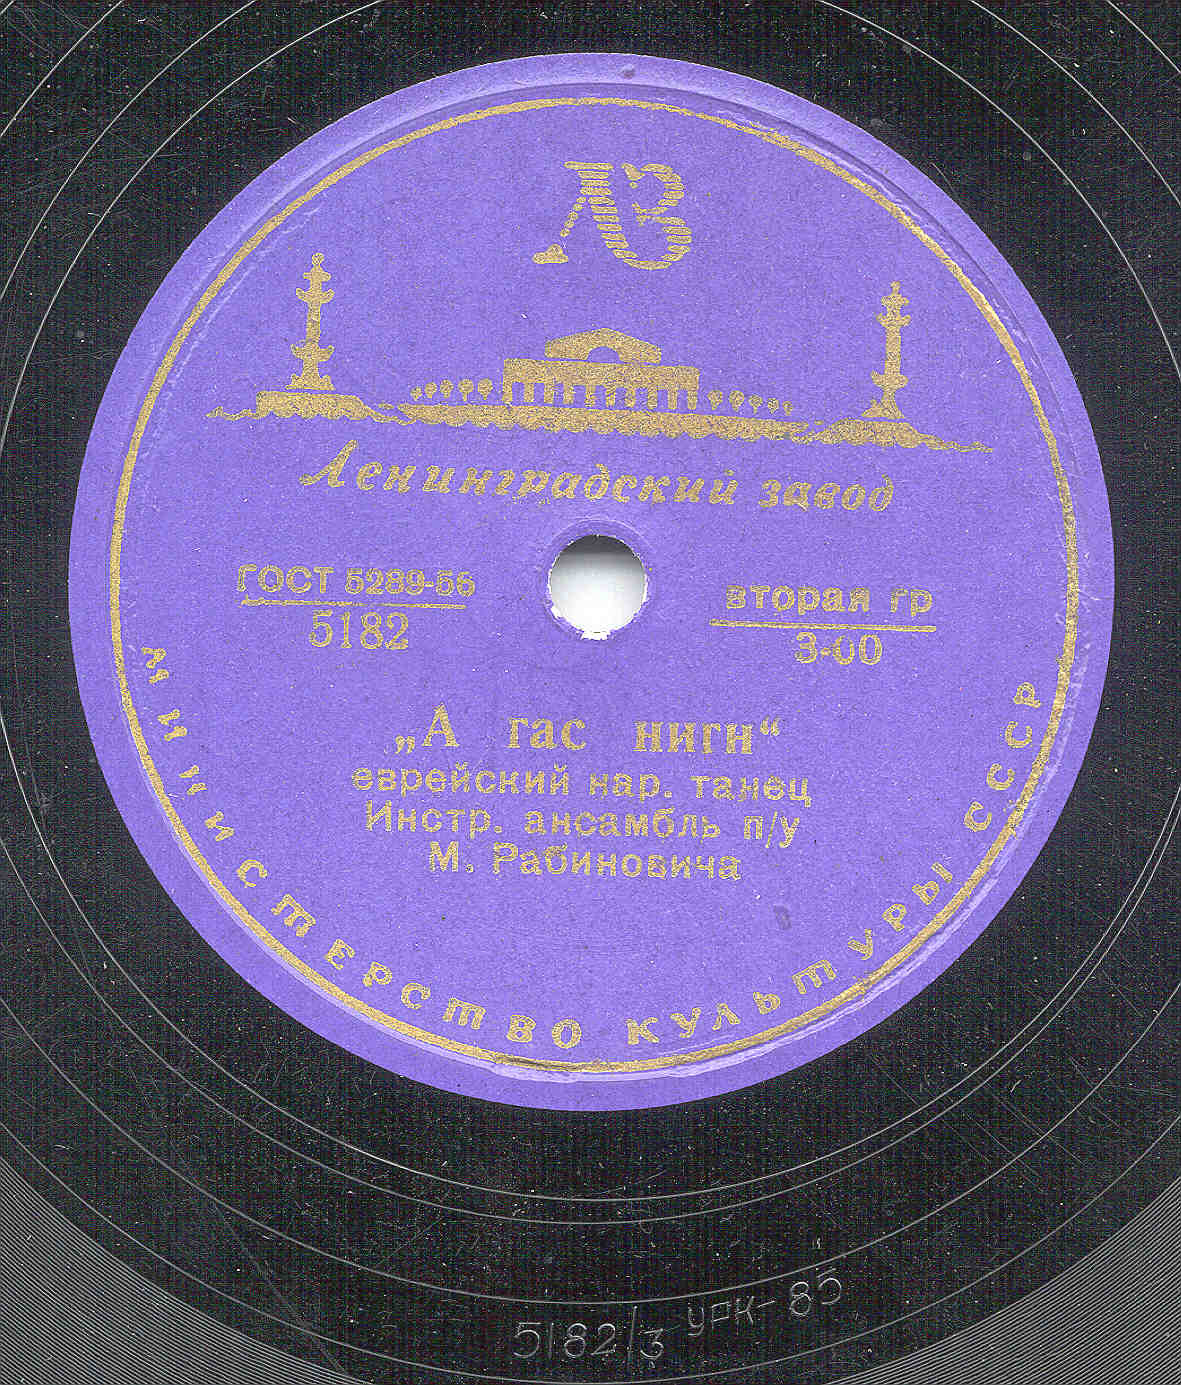 ЛЗ
Ленинградский завод
ГОСТ 5289-56
5182
вторая гр
3-00
„А гас нигн“
еврейский нар. танец
Инстр. ансамбль п/у
М. Рабиновича
МИНИСТЕРСТВО КУЛЬТУРЫ СССР
5182/3 УРК-85